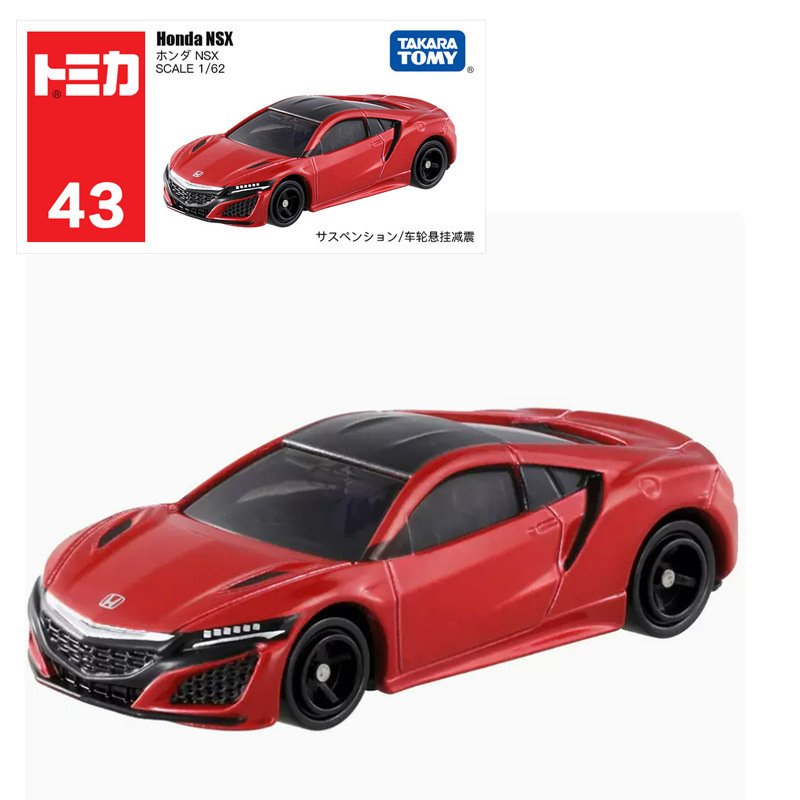 トミカ
®
43
Honda NSX
ホンダ NSX
SCALE 1/62
TAKARA
TOMY
®
サスペンション/车轮悬挂减震